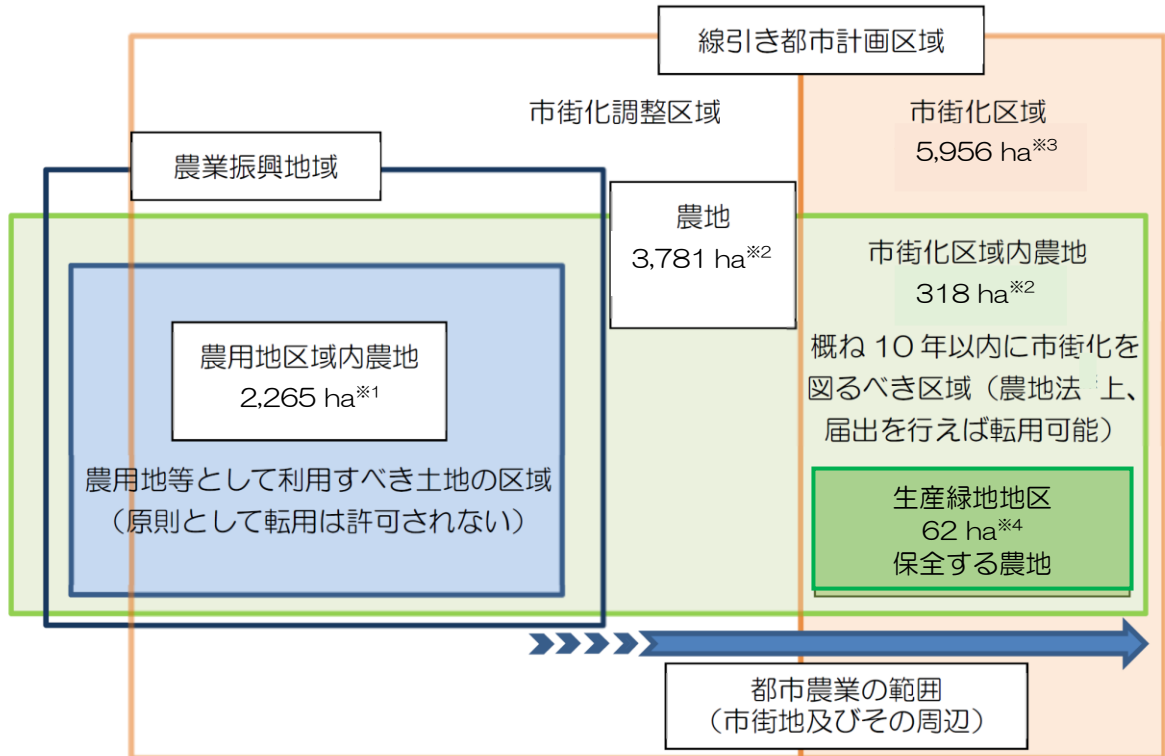 線引き都市計画区域
市街化調整区域
市街化区域
5,956 ha※3
農業振興地域
農地
3,781 ha※2
市街化区域内農地
318 ha※2
概ね 10 年以内に市街化を
図るべき区域（農地法 上、
届出を行えば転用可能）
農用地区域内農地
2,265 ha※1
農用地等として利用すべき土地の区域
（原則として転用は許可されない）
生産緑地地区
62 ha※4
保全する農地
都市農業の範囲
（市街地及びその周辺）